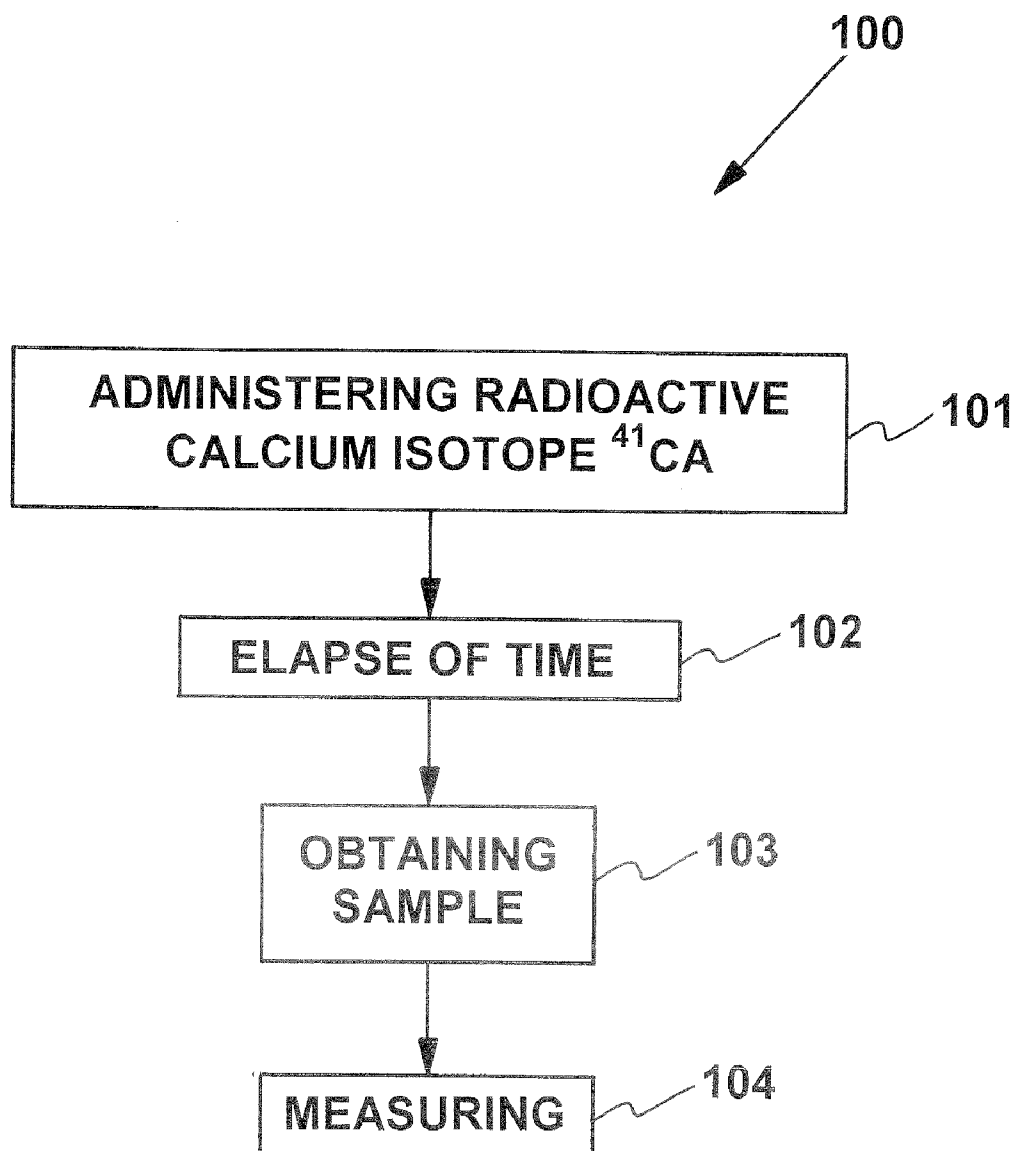 100
ADMINISTERING RADIOACTIVE
CALCIUM ISOTOPE ⁴¹CA
101
ELAPSE OF TIME
102
OBTAINING
SAMPLE
103
MEASURING
104